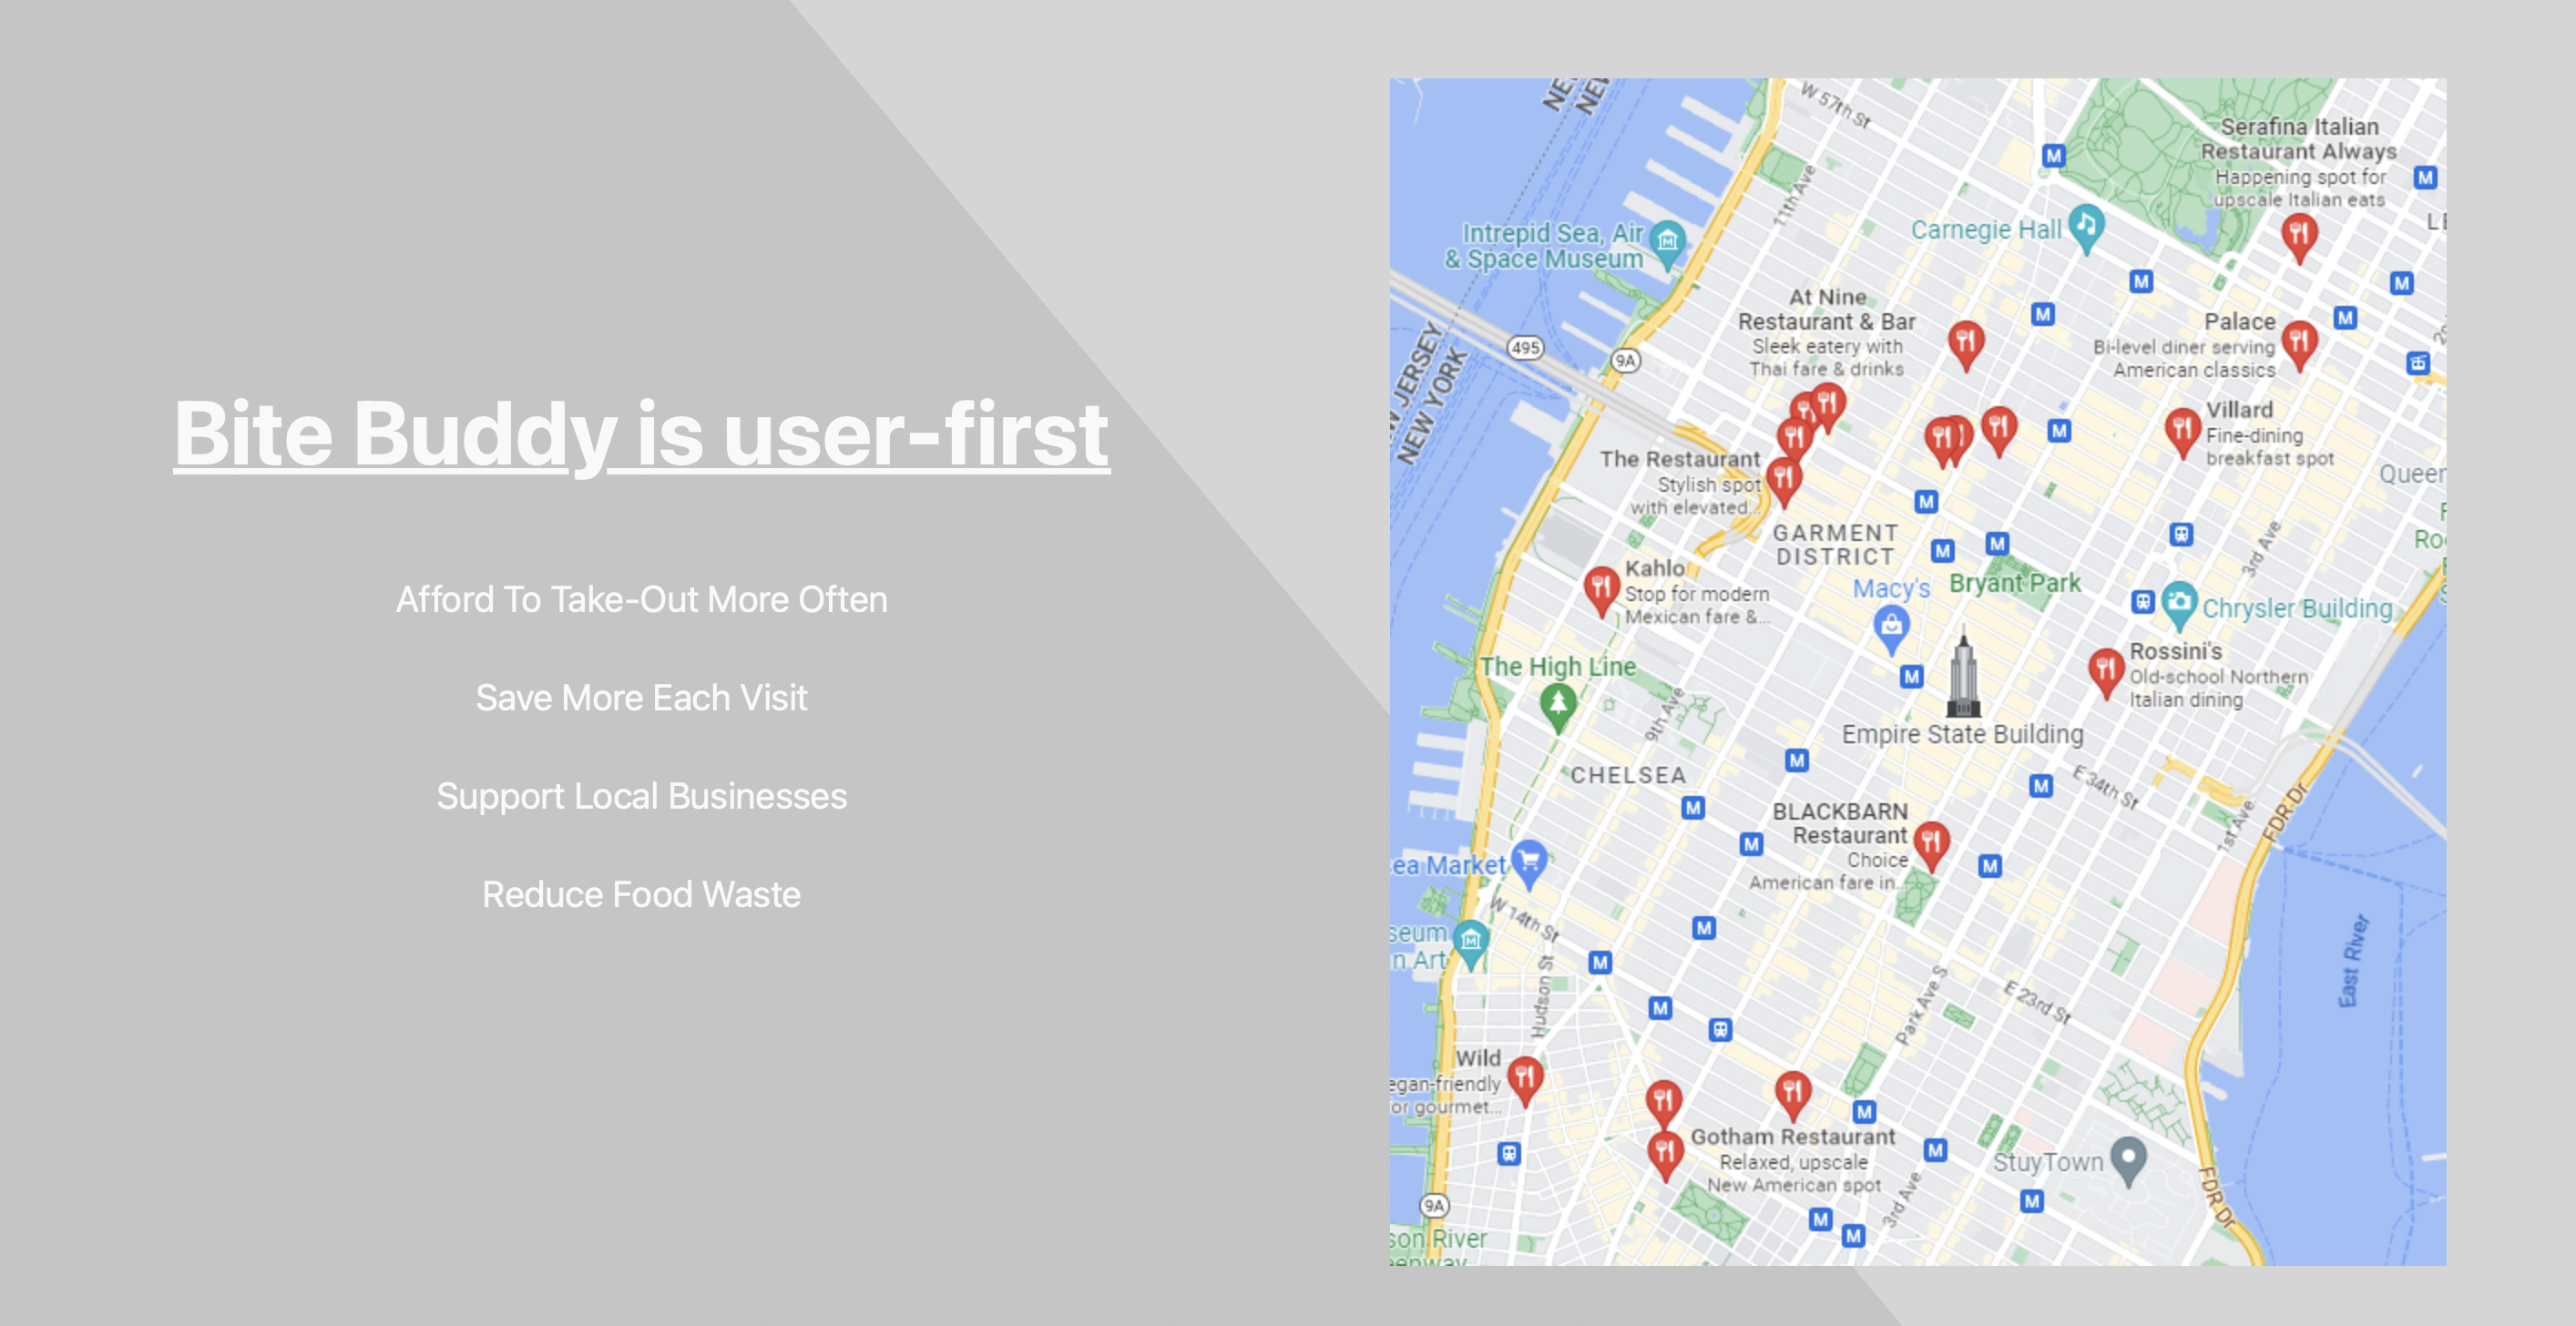 Bite Buddy is user-first
Afford To Take-Out More Often
Save More Each Visit
Support Local Businesses
Reduce Food Waste
W 57th St
Serafina Italian
Restaurant Always
Happening spot for
upscale Italian eats
11th Ave
Intrepid Sea, Air
& Space Museum
Carnegie Hall
At Nine
Restaurant & Bar
Sleek eatery with
Thai fare & drinks
Palace
Bi-level diner serving
American classics
495
9A
JERSEY
NEW YORK
Villard
Fine-dining
breakfast spot
The Restaurant
Stylish spot
with elevated...
GARMENT
DISTRICT
3rd Ave
Kahlo
Stop for modern
Mexican fare &...
Macy's
Bryant Park
Chrysler Building
The High Line
Rossini's
Old-school Northern
Italian dining
9th Ave
Empire State Building
CHELSEA
E 34th St
FDR Dr
1st Ave
BLACKBARN
Restaurant
Choice
American fare in...
ea Market
W 14th St
seum
n Art
Hudson St
Park Ave S
E 23rd St
East River
Wild
egan-friendly
or gourmet...
Gotham Restaurant
Relaxed, upscale
New American spot
StuyTown
3rd Ave
FDR Dr
9A
son River